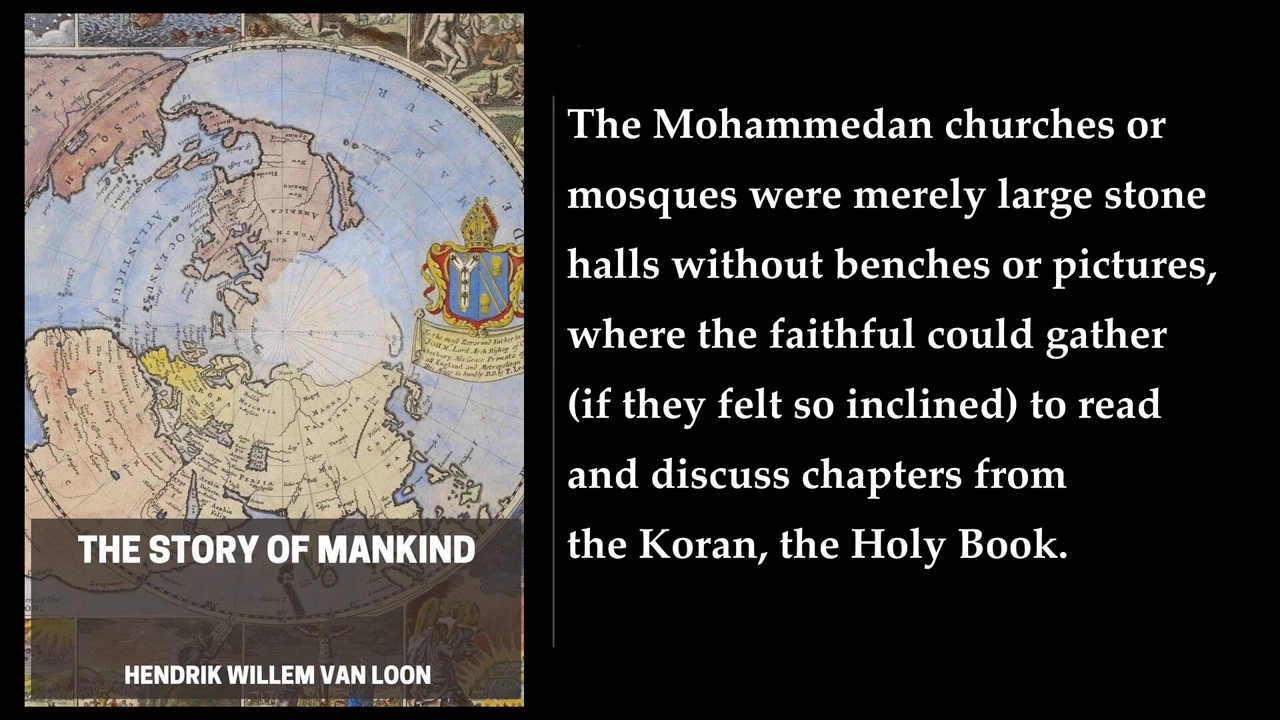 THE STORY OF MANKIND
HENDRIK WILLEM VAN LOON
The Mohammedan churches or
mosques were merely large stone
halls without benches or pictures,
where the faithful could gather
(if they felt so inclined) to read
and discuss chapters from
the Koran, the Holy Book.